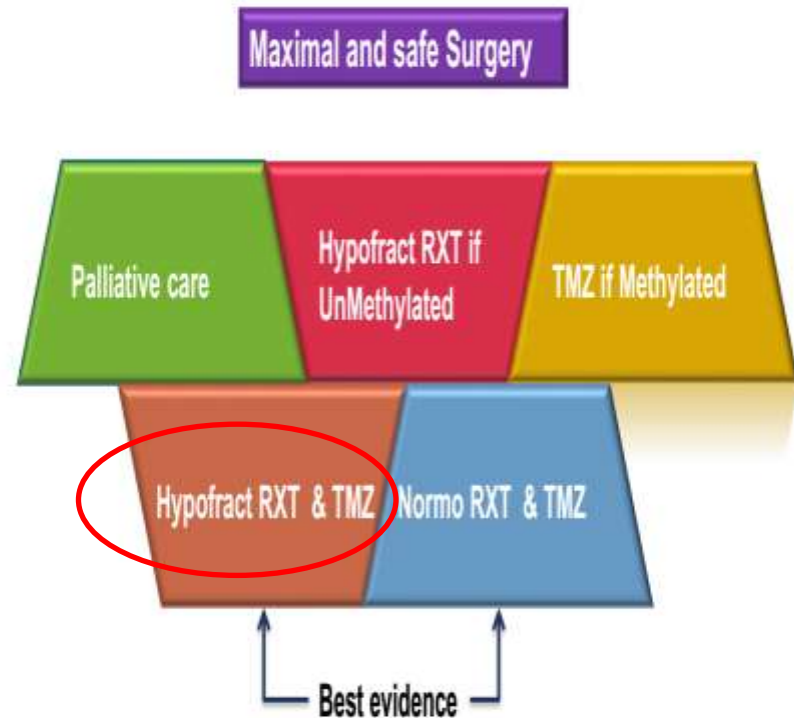 Maximal and safe Surgery
Palliative care
Hypofract RXT if
UnMethylated
TMZ if Methylated
Hypofract RXT & TMZ
Normo RXT & TMZ
Best evidence